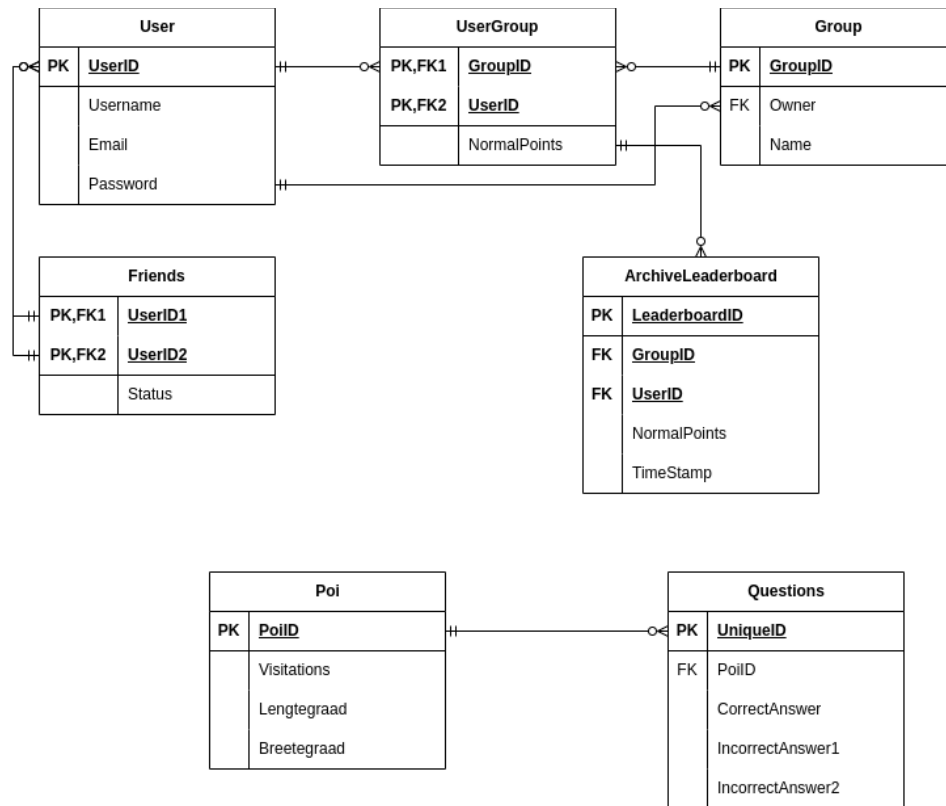 User
PK UserID
Username
Email
Password
UserGroup
PK,FK1 GroupID
PK,FK2 UserID
NormalPoints
Group
PK GroupID
FK Owner
Name
Friends
PK,FK1 UserID1
PK,FK2 UserID2
Status
ArchiveLeaderboard
PK LeaderboardID
FK GroupID
FK UserID
NormalPoints
TimeStamp
Poi
PK PoiID
Visitations
Lengtegraad
Breetegraad
Questions
PK UniqueID
FK PoiID
CorrectAnswer
IncorrectAnswer1
IncorrectAnswer2